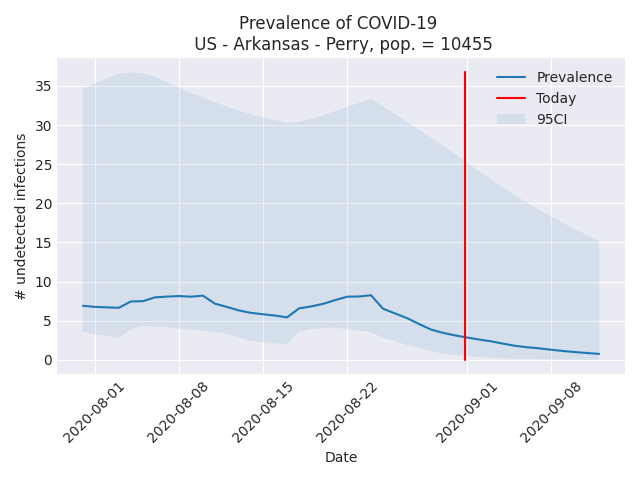 Prevalence of COVID-19
US - Arkansas - Perry, pop. = 10455
Prevalence
Today
95CI
# undetected infections
35
30
25
20
15
10
5
0
2020-08-01
2020-08-08
2020-08-15
2020-08-22
2020-09-01
2020-09-08
Date